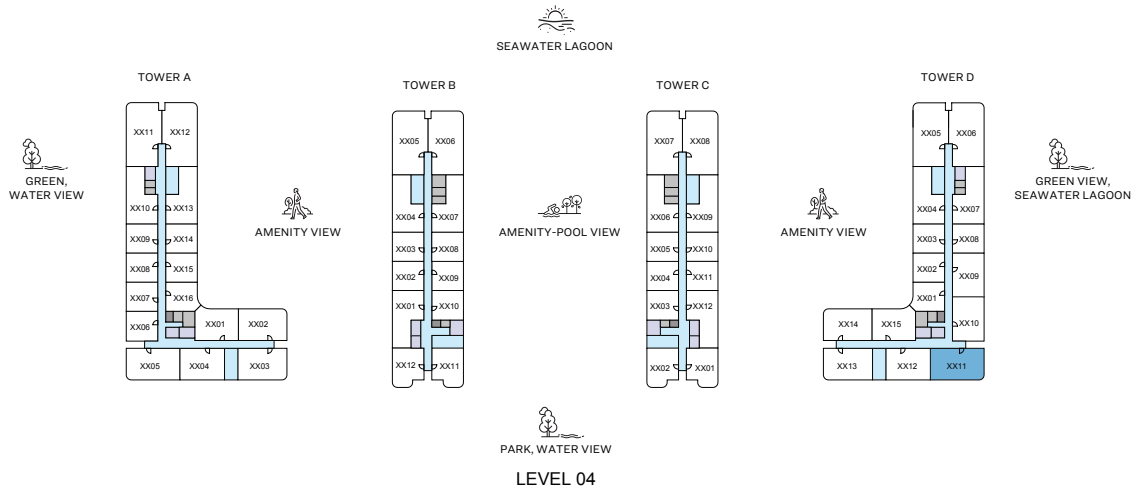 SEAWATER LAGOON
TOWER A
TOWER B
TOWER C
TOWER D
GREEN,
WATER VIEW
AMENITY VIEW
AMENITY-POOL VIEW
AMENITY VIEW
GREEN VIEW,
SEAWATER LAGOON
XX11 XX12
XX10 XX13
XX09 XX14
XX08 XX15
XX07 XX16
XX06 XX01 XX02
XX05 XX04 XX03
XX05 XX06
XX04 XX07
XX03 XX08
XX02 XX09
XX01 XX10
XX12 XX11
XX07 XX08
XX06 XX09
XX05 XX10
XX04 XX11
XX03 XX12
XX02 XX01
XX05 XX06
XX04 XX07
XX03 XX08
XX02 XX09
XX01
XX14 XX15 XX10
XX13 XX12 XX11
PARK, WATER VIEW
LEVEL 04